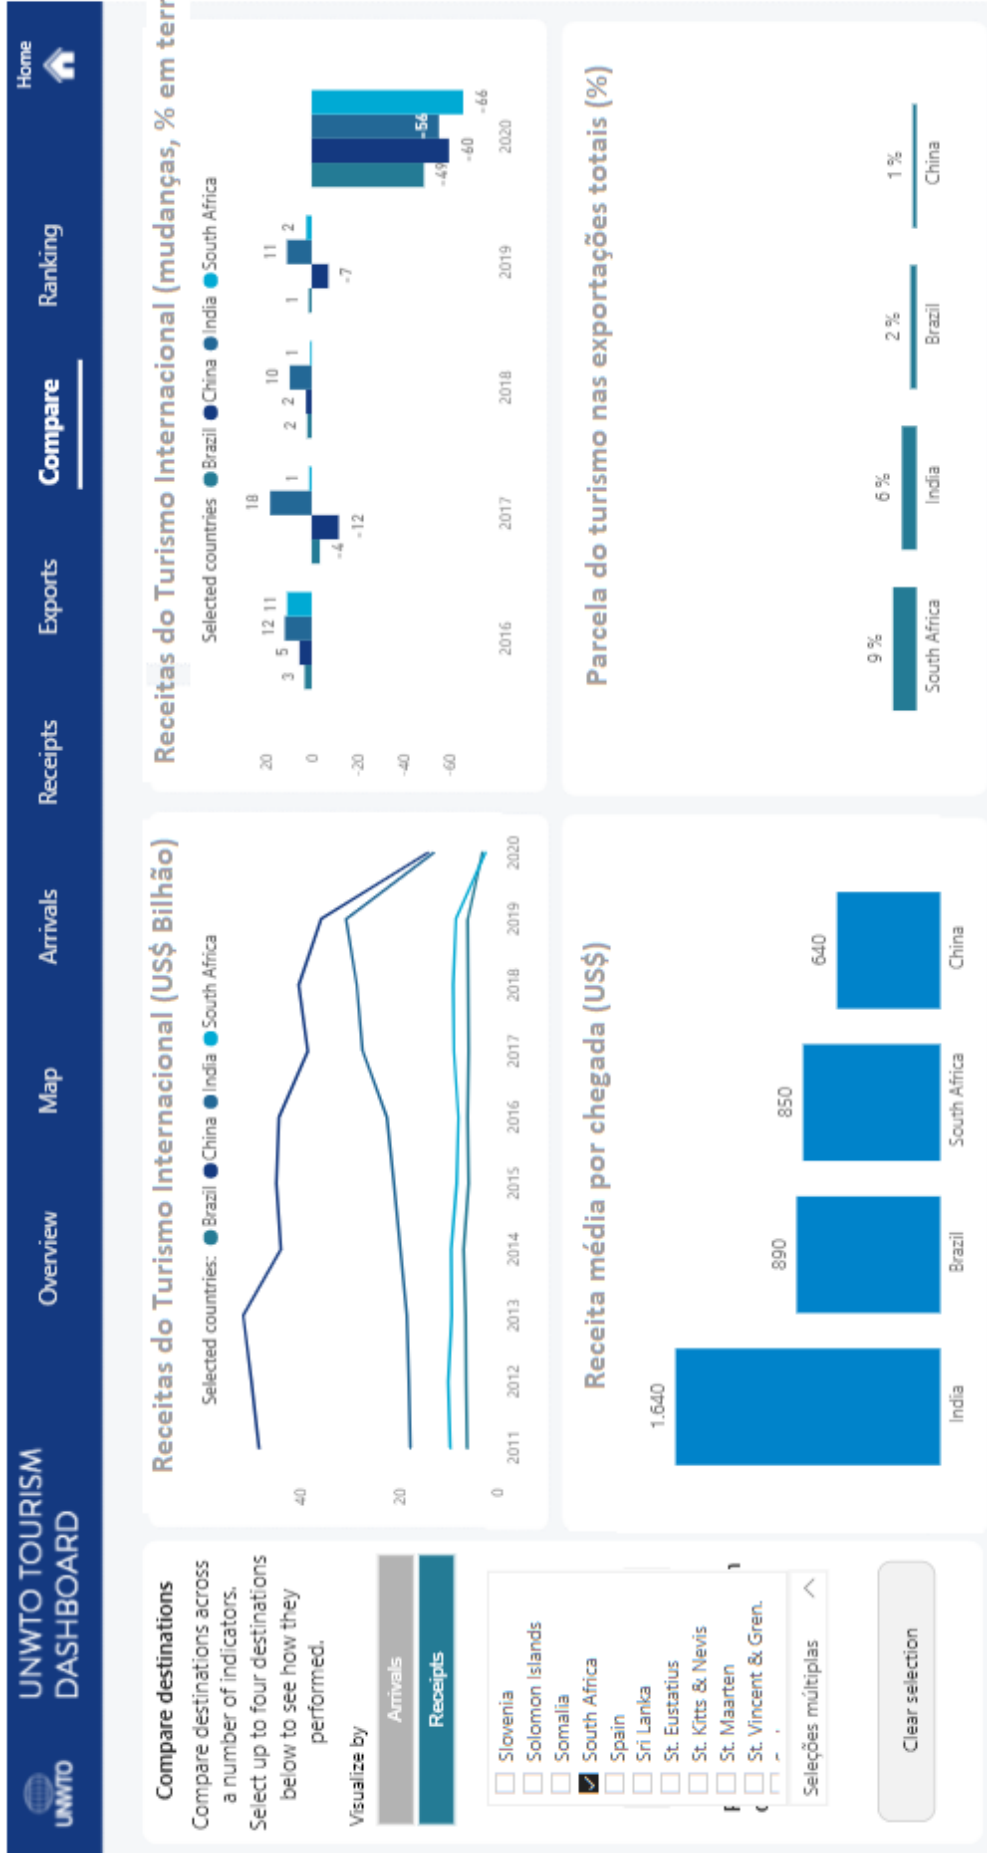 UNWTO
UNWTO TOURISM
DASHBOARD
Overview
Map
Arrivals
Receipts
Exports
Compare
Ranking
Home
Compare destinations
Compare destinations across
a number of indicators.
Select up to four destinations
below to see how they
performed.
Visualize by
Arrivals
Receipts
Slovenia
Solomon Islands
Somalia
South Africa
Spain
Sri Lanka
St. Eustatius
St. Kitts & Nevis
St. Maarten
St. Vincent & Gren.
Seleções múltiplas
Clear selection
Receitas do Turismo Internacional (US$ Bilhão)
Selected countries: Brazil China India South Africa
40
20
0
2011 2012 2013 2014 2015 2016 2017 2018 2019 2020
Receitas do Turismo Internacional (mudanças, % em terr
Selected countries Brazil China India South Africa
20
0
-20
-40
-60
3 5 12 11
-4 -12 18 1
2 2 10 1
1 -7 11 2
-49 -60 -56 -66
2016 2017 2018 2019 2020
Receita média por chegada (US$)
1.640
890
850
640
India Brazil South Africa China
Parcela do turismo nas exportações totais (%)
9 %
6 %
2 %
1 %
South Africa India Brazil China